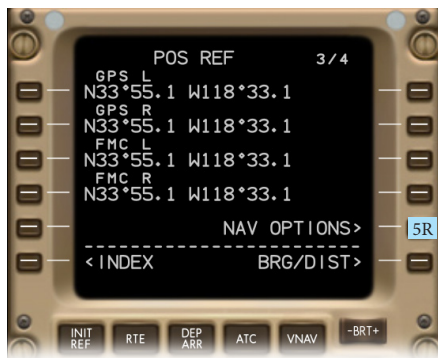 POS REF 3/4
GPS L
N33°55.1 W118°33.1
GPS R
N33°55.1 W118°33.1
FMC L
N33°55.1 W118°33.1
FMC R
N33°55.1 W118°33.1
NAV OPTIONS>
5R
------------------------
<INDEX BRG/DIST>
INIT REF
RTE
DEP ARR
ATC
VNAV
-BRT+